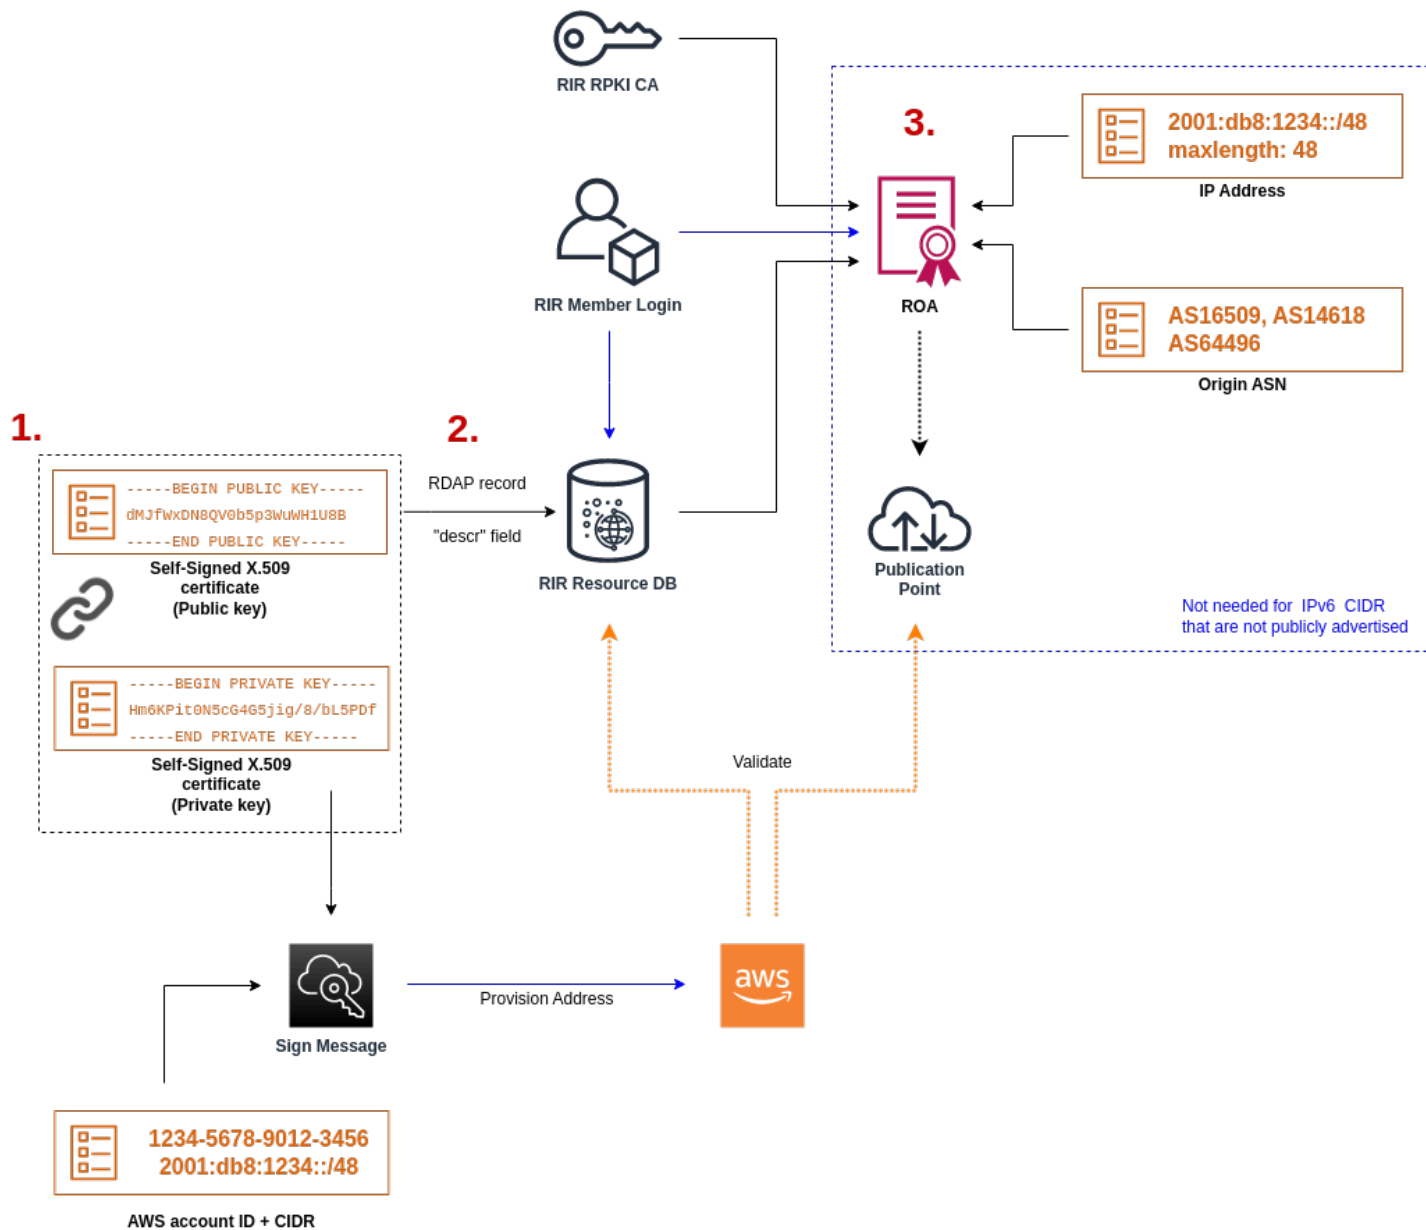 RIR RPKI CA
3.
2001:db8:1234::/48
maxlength: 48
IP Address
RIR Member Login
ROA
AS16509, AS14618
AS64496
Origin ASN
1.
2.
-----BEGIN PUBLIC KEY-----
dMJfWxDN8QV0b5p3WuWH1U8B
-----END PUBLIC KEY-----
Self-Signed X.509
certificate
(Public key)
RDAP record
"descr" field
RIR Resource DB
Publication
Point
Not needed for IPv6 CIDR
that are not publicly advertised
-----BEGIN PRIVATE KEY-----
Hm6KPit0N5cG4G5jig/8/bL5PDf
-----END PRIVATE KEY-----
Self-Signed X.509
certificate
(Private key)
Validate
aws
Provision Address
Sign Message
1234-5678-9012-3456
2001:db8:1234::/48
AWS account ID + CIDR